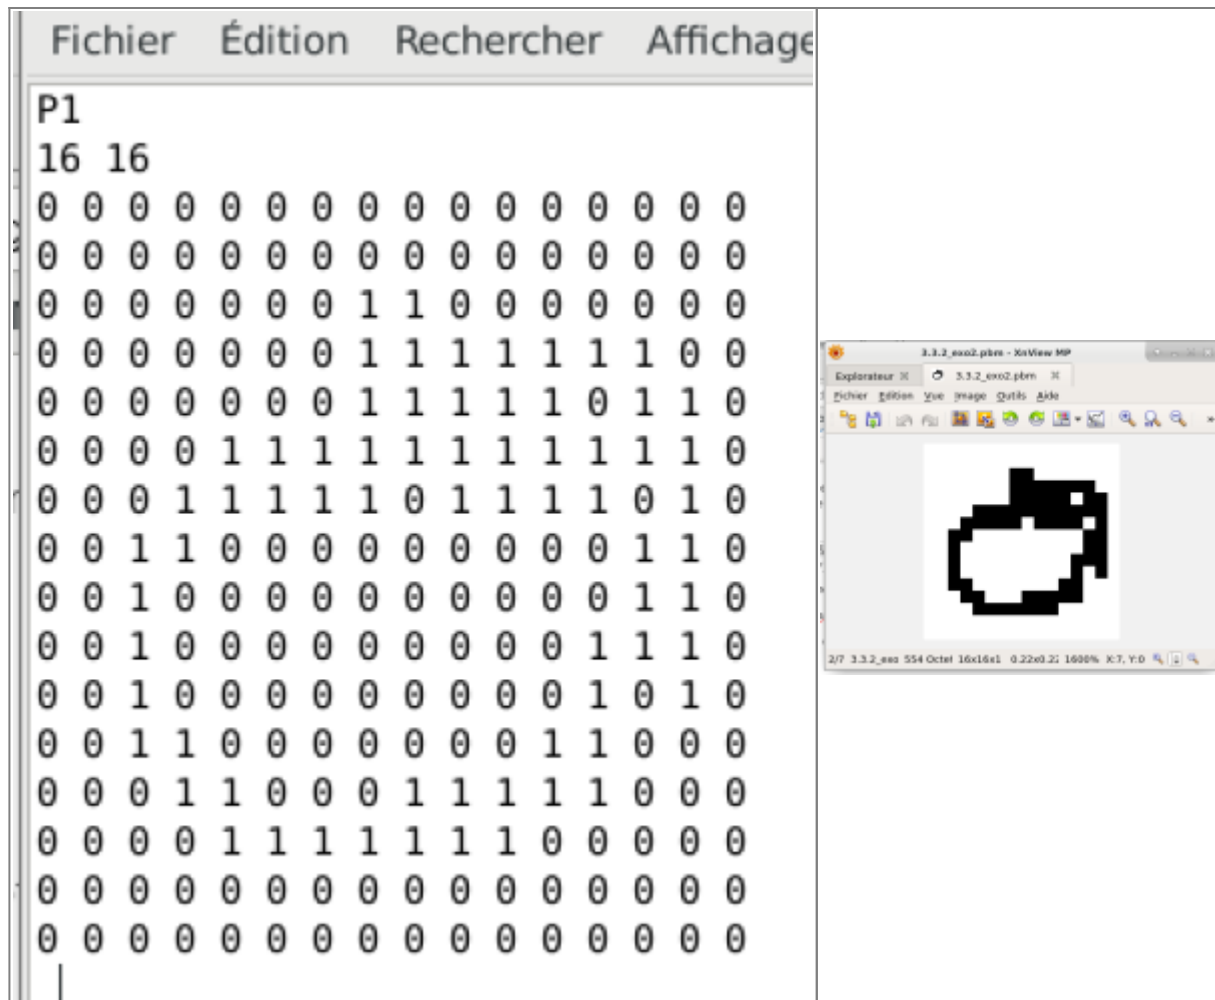 Fichier Édition Rechercher Affichage
P1
16 16
0 0 0 0 0 0 0 0 0 0 0 0 0 0 0 0
0 0 0 0 0 0 0 0 0 0 0 0 0 0 0 0
0 0 0 0 0 0 0 1 1 0 0 0 0 0 0 0
0 0 0 0 0 0 0 1 1 1 1 1 1 1 0 0
0 0 0 0 0 0 0 1 1 1 1 1 0 1 1 0
0 0 0 0 1 1 1 1 1 1 1 1 1 1 1 0
0 0 0 1 1 1 1 1 0 1 1 1 1 0 1 0
0 0 1 1 0 0 0 0 0 0 0 0 0 1 1 0
0 0 1 0 0 0 0 0 0 0 0 0 0 1 1 0
0 0 1 0 0 0 0 0 0 0 0 0 1 1 1 0
0 0 1 0 0 0 0 0 0 0 0 0 1 0 1 0
0 0 1 1 0 0 0 0 0 0 0 1 1 0 0 0
0 0 0 1 1 0 0 0 1 1 1 1 1 0 0 0
0 0 0 0 1 1 1 1 1 1 1 0 0 0 0 0
0 0 0 0 0 0 0 0 0 0 0 0 0 0 0 0
0 0 0 0 0 0 0 0 0 0 0 0 0 0 0 0
3.3.2_exo2.pbm - XnView MP
Explorateur 3.3.2_exo2.pbm
Fichier Edition Vue Image Outils Aide
2/7 3.3.2_exo 554 Octet 16x16x1 1600% X:7, Y:0